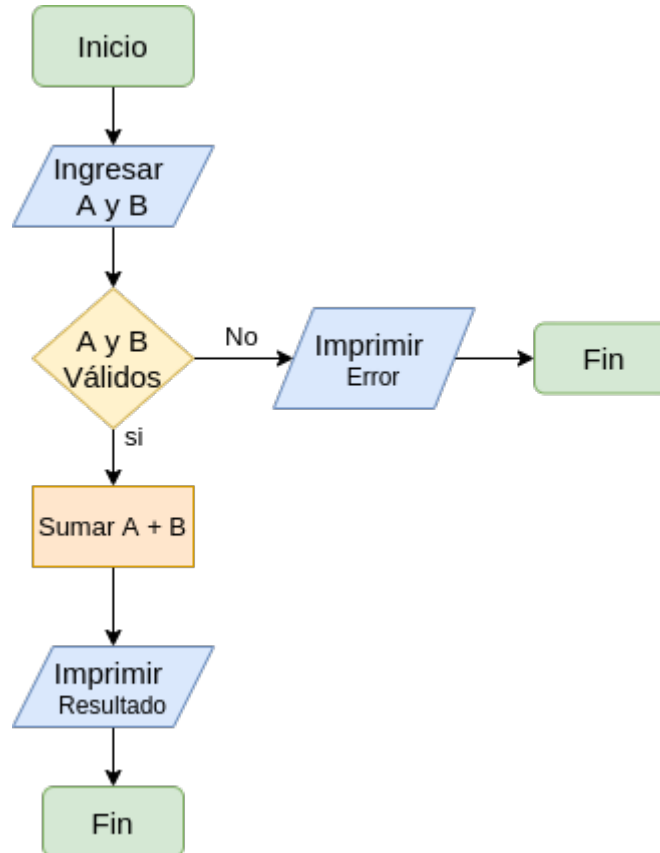 Inicio
Ingresar
A y B
A y B
Válidos
No
Imprimir
Error
Fin
si
Sumar A + B
Imprimir
Resultado
Fin